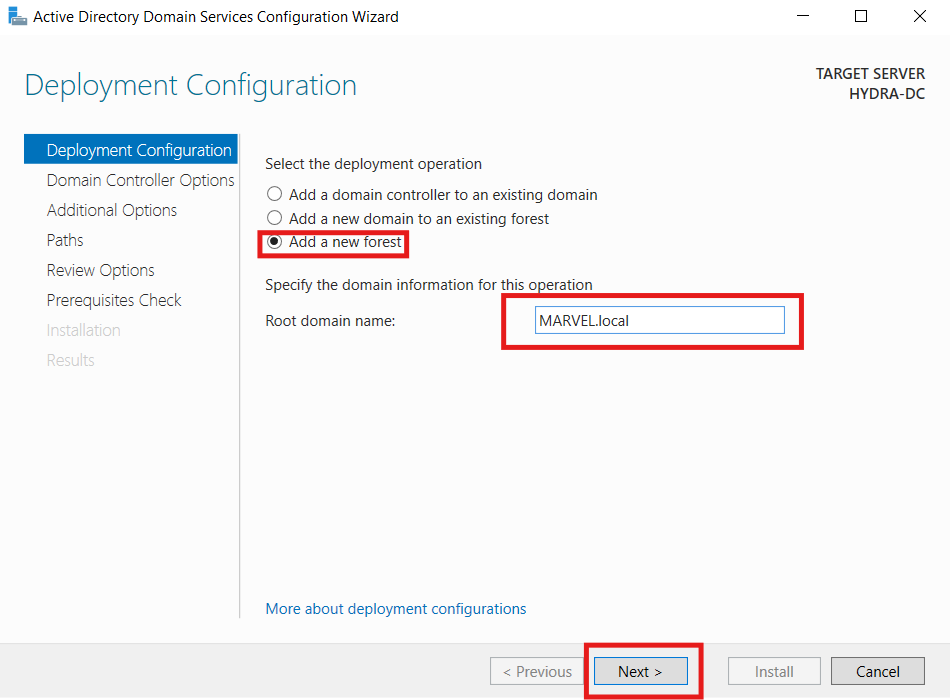 Active Directory Domain Services Configuration Wizard
Deployment Configuration
TARGET SERVER
HYDRA-DC
Deployment Configuration
Domain Controller Options
Additional Options
Paths
Review Options
Prerequisites Check
Installation
Results
Select the deployment operation
Add a domain controller to an existing domain
Add a new domain to an existing forest
Add a new forest
Specify the domain information for this operation
Root domain name:
MARVEL.local
More about deployment configurations
< Previous
Next >
Install
Cancel